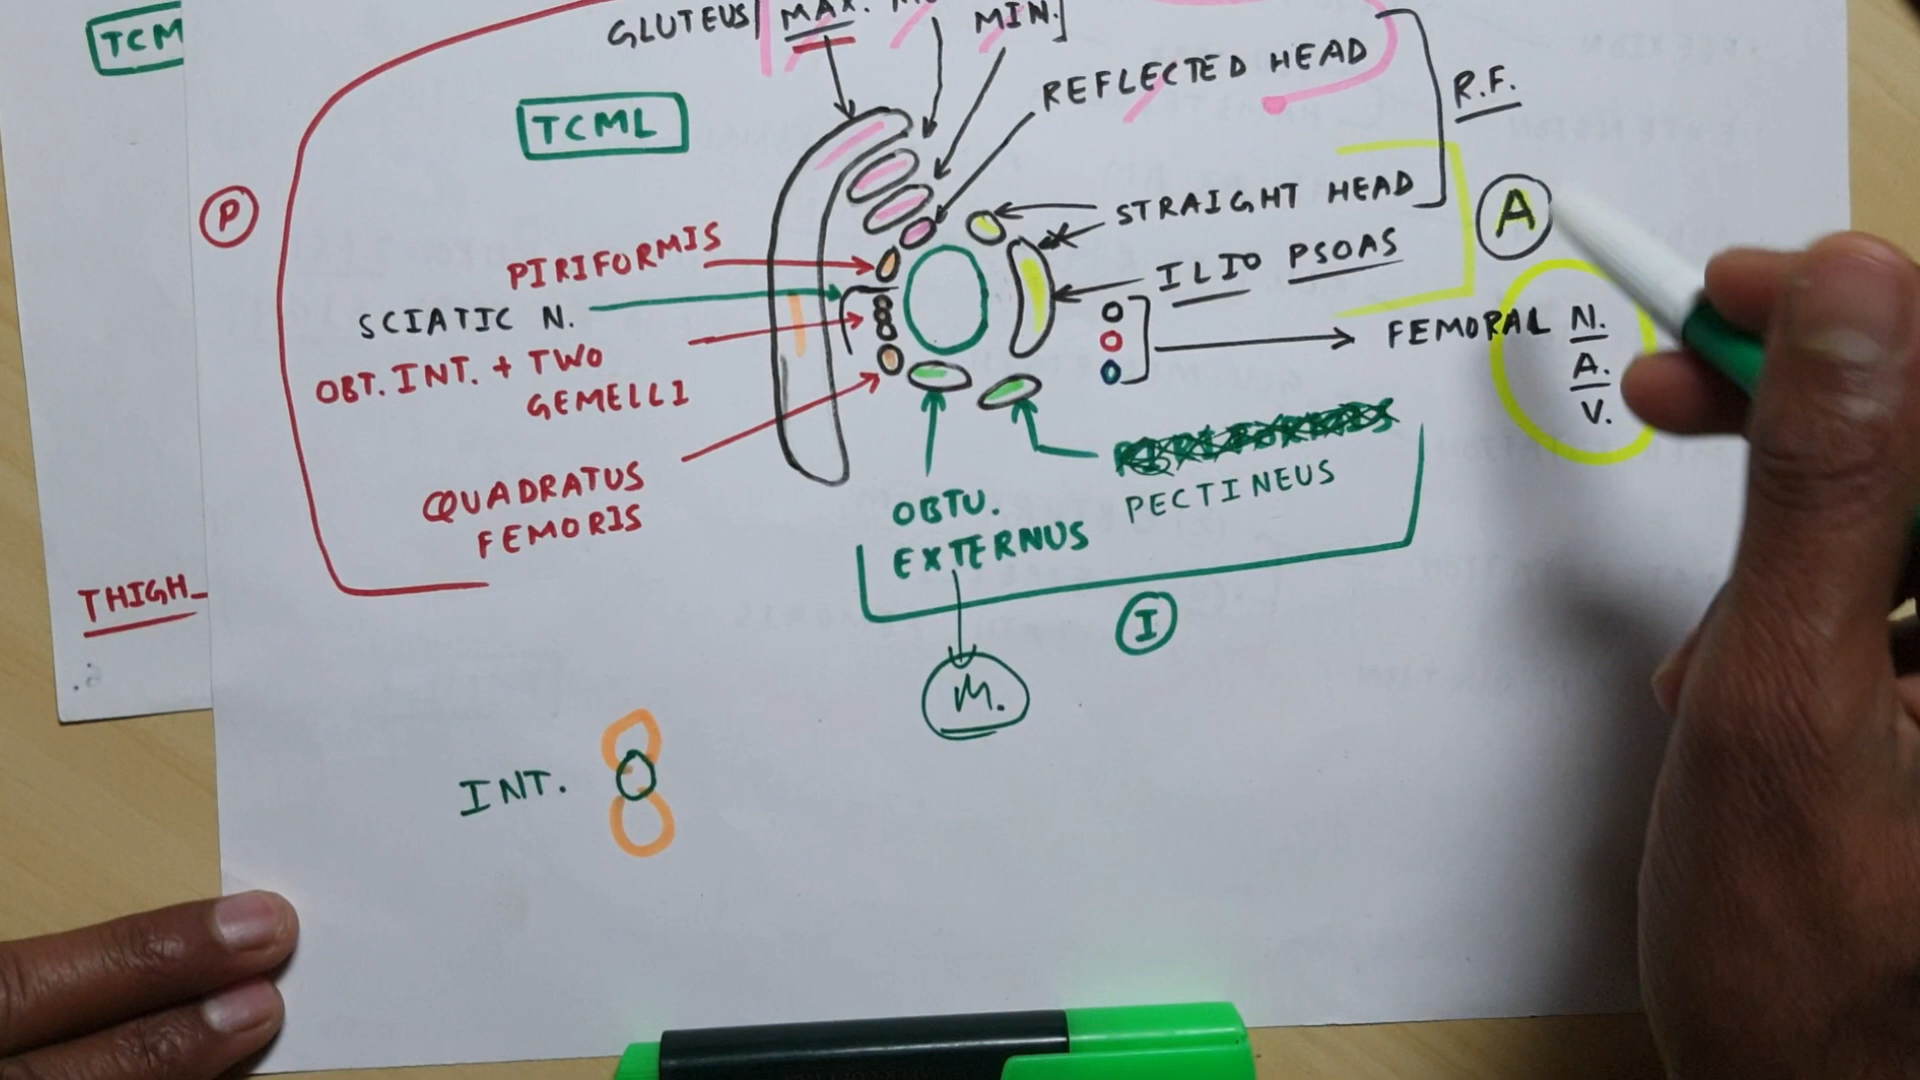 TCM
GLUTEUS MAX. MIN.
REFLECTED HEAD
R.F.
TCML
STRAIGHT HEAD
A
P
PIRIFORMIS
ILIO PSOAS
SCIATIC N.
FEMORAL N.
A.
V.
OBT. INT. + TWO
GEMELLI
QUADRATUS
FEMORIS
PECTINEUS
OBTU.
EXTERNUS
THIGH_
I
M.
INT.